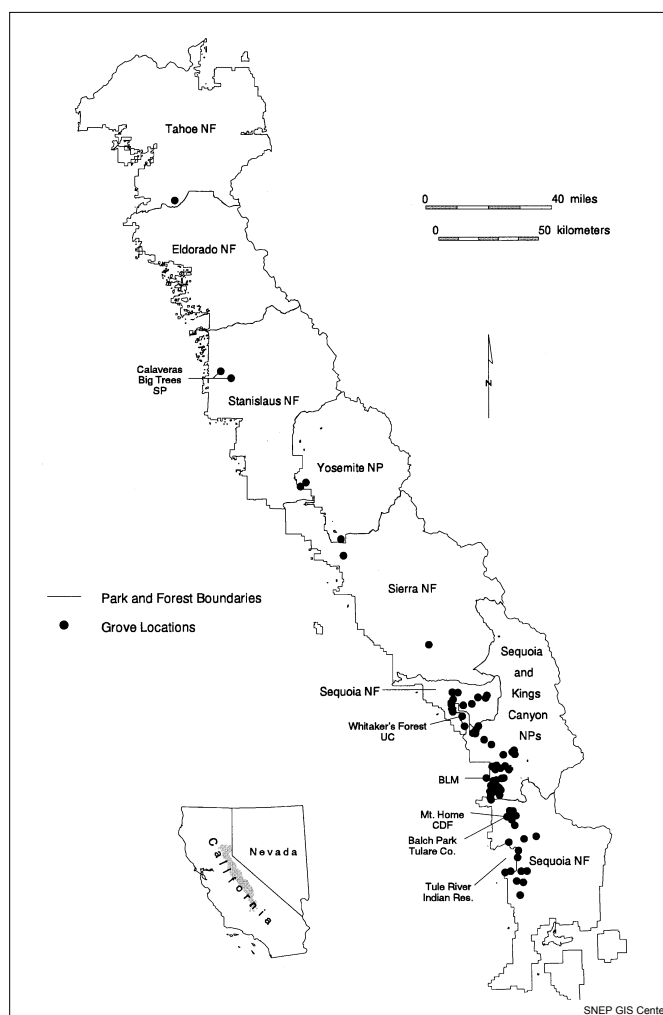 Tahoe NF
0 40 miles
0 50 kilometers
Eldorado NF
N
Calaveras
Big Trees
SP
Stanislaus NF
Yosemite NP
Sierra NF
Park and Forest Boundaries
Grove Locations
Sequoia
and
Kings
Canyon
NPs
Sequoia NF
Whitaker's Forest
UC
BLM
Mt. Home
CDF
Balch Park
Tulare Co.
Sequoia NF
Tule River
Indian Res.
Nevada
California
SNEP GIS Cente